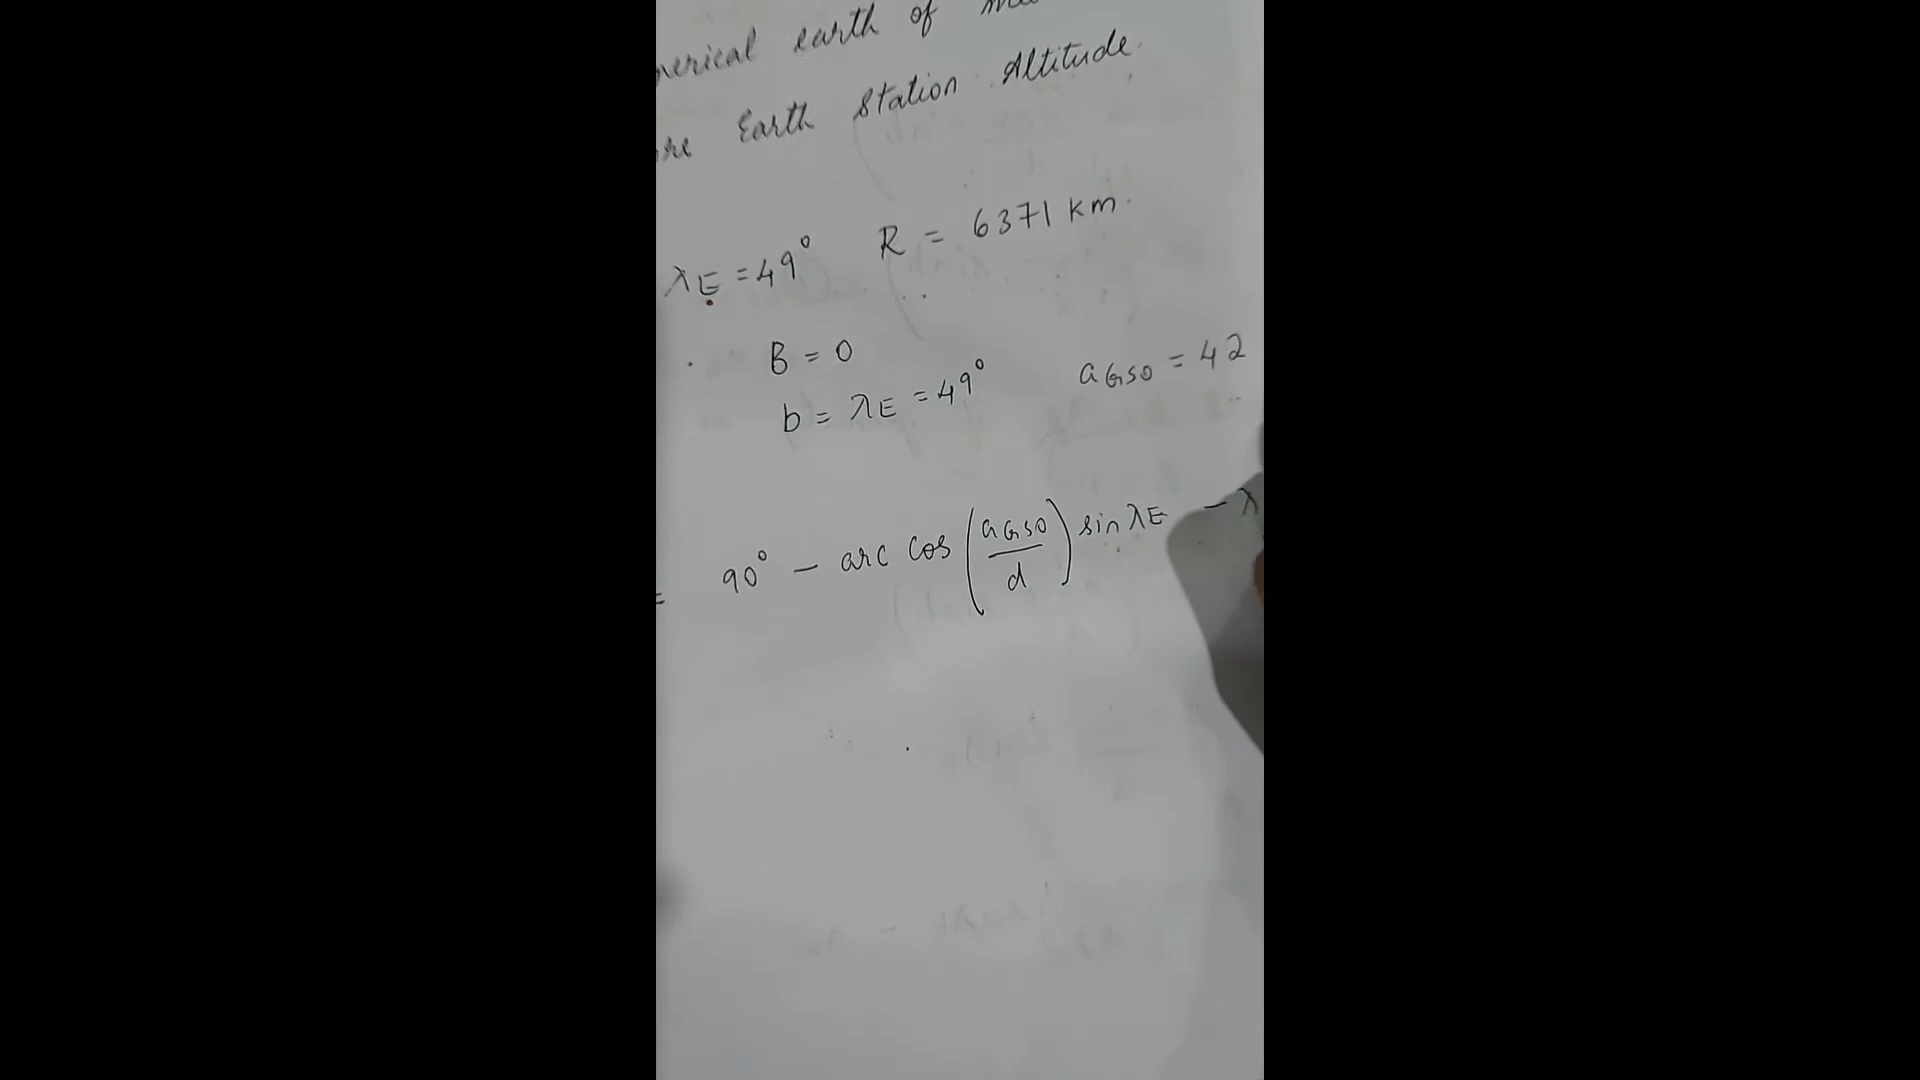 earth of
Earth Station Altitude.
λE = 49° R = 6371 km.
B = 0
b = λE = 49° aGSO = 42
= 90° - arc cos (aGSO/d) sin λE - λ